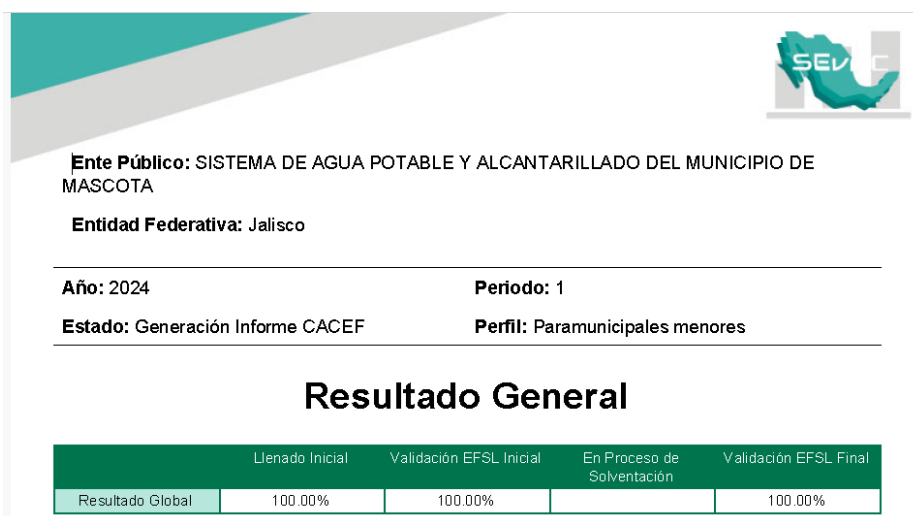 SEvAC
Ente Público: SISTEMA DE AGUA POTABLE Y ALCANTARILLADO DEL MUNICIPIO DE
MASCOTA
Entidad Federativa: Jalisco
Año: 2024 Periodo: 1
Estado: Generación Informe CACEF Perfil: Paramunicipales menores
Resultado General
Llenado Inicial Validación EFSL Inicial En Proceso de Validación EFSL Final
Solventación
Resultado Global 100.00% 100.00% 100.00%